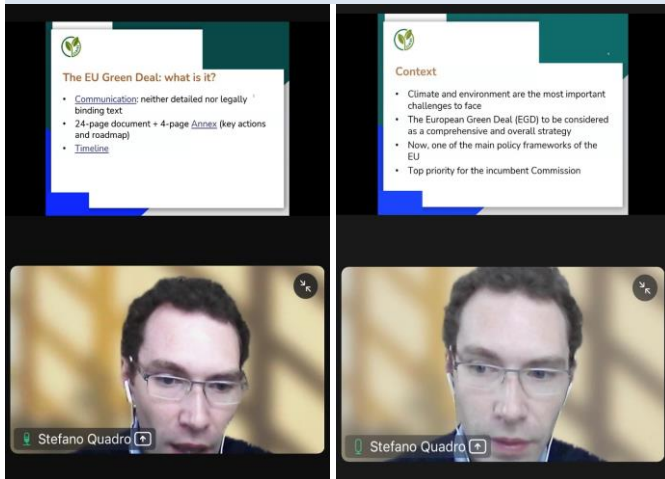 The EU Green Deal: what is it?
• Communication: neither detailed nor legally
binding text
• 24-page document + 4-page Annex (key actions
and roadmap)
• Timeline
Stefano Quadro
Context
• Climate and environment are the most important
challenges to face
• The European Green Deal (EGD) to be considered
as a comprehensive and overall strategy
• Now, one of the main policy frameworks of the
EU
• Top priority for the incumbent Commission
Stefano Quadro